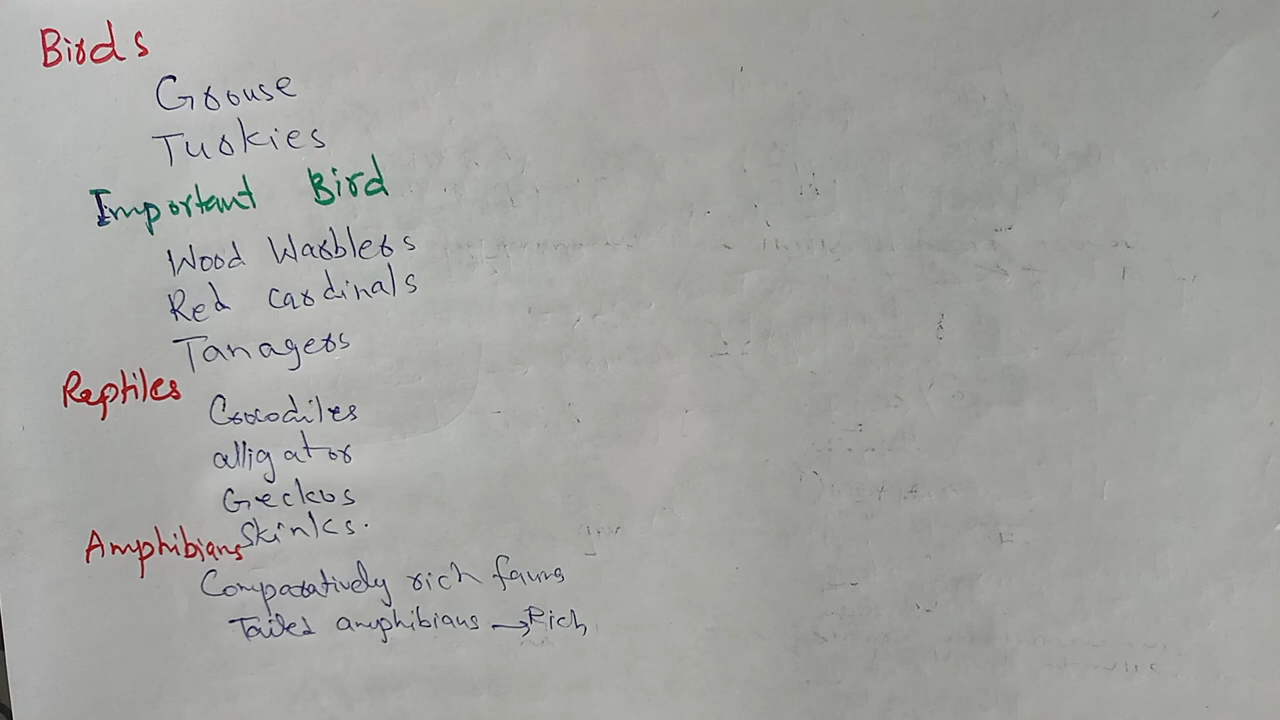 Birds
Grouse
Turkies
Important Bird
Wood Warblers
Red cardinals
Tanagers
Reptiles
Crocodiles
alligator
Geckos
Skinks.
Amphibians
Comparatively rich fauna
Tailed amphibians → Rich